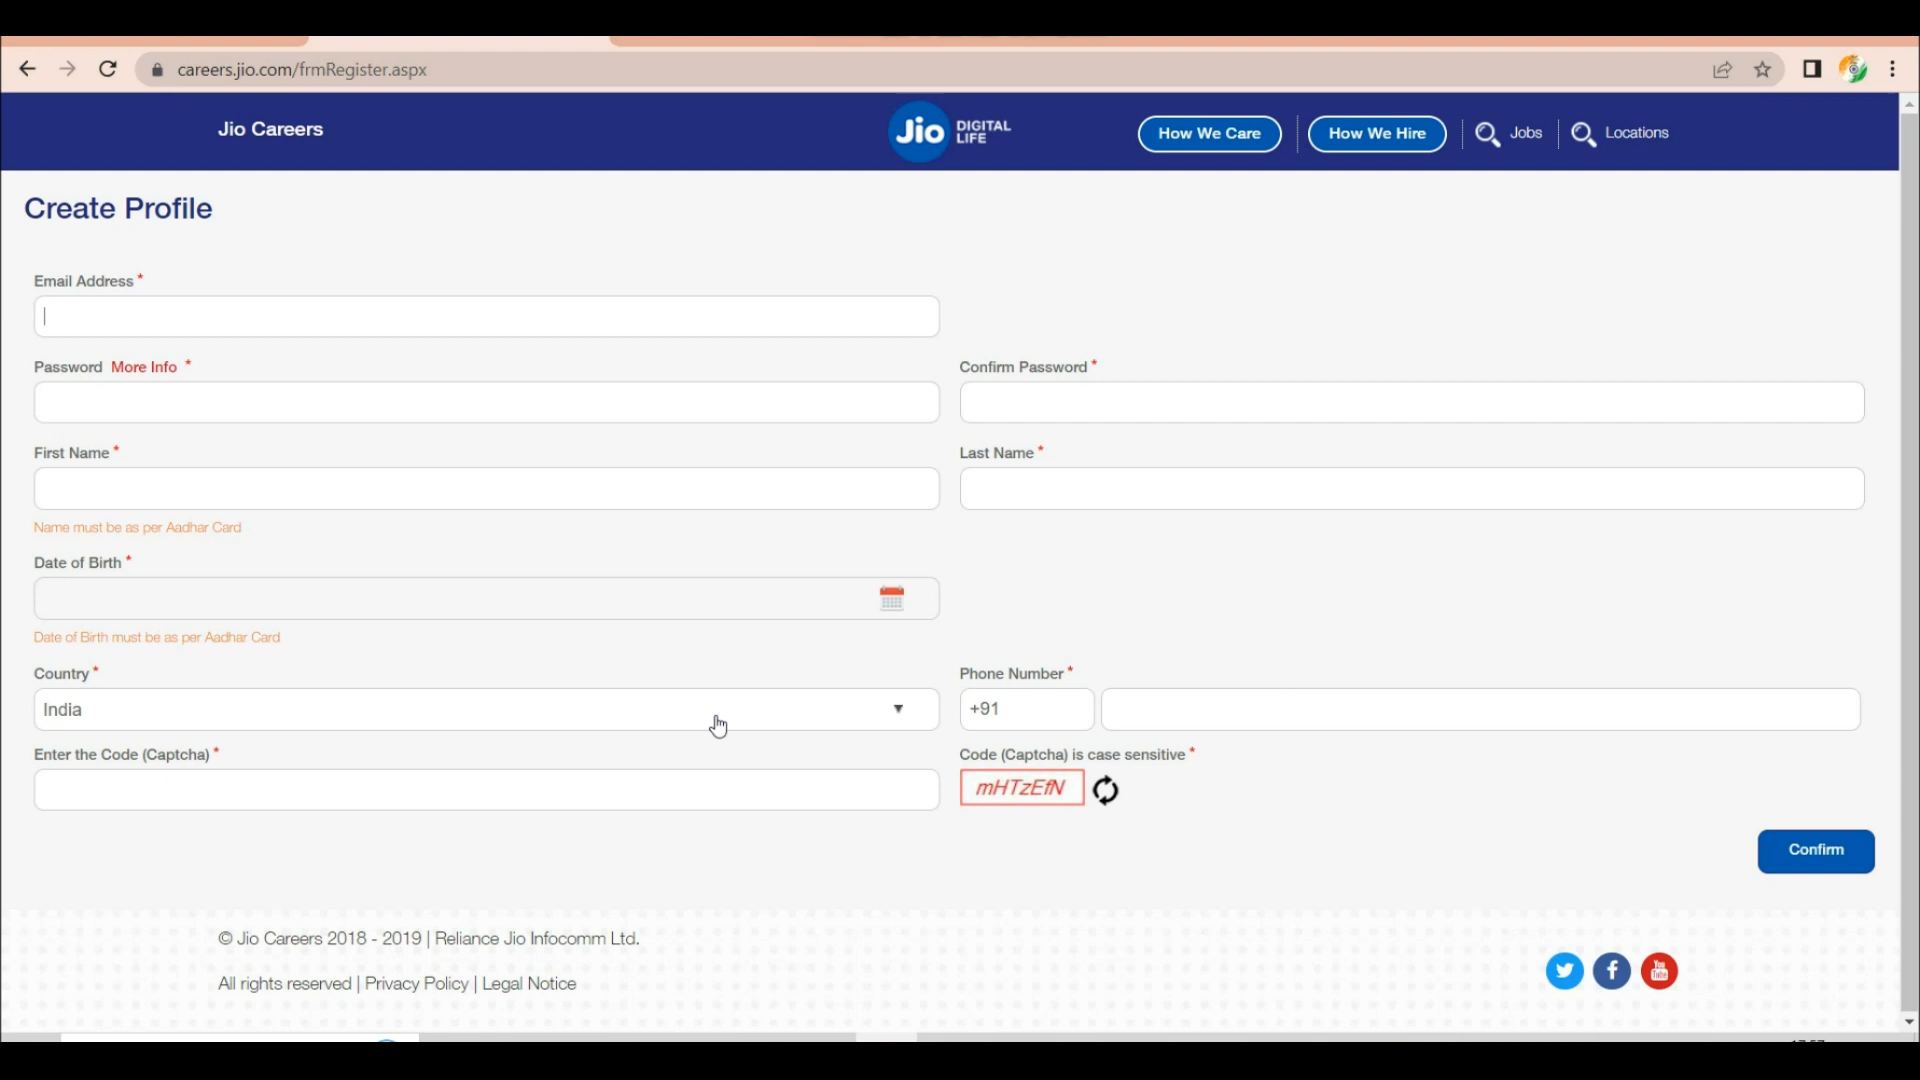 careers.jio.com/frmRegister.aspx
Jio Careers
Jio DIGITAL LIFE
How We Care
How We Hire
Jobs
Locations
Create Profile
Email Address *
Password More Info *
Confirm Password *
First Name *
Last Name *
Name must be as per Aadhar Card
Date of Birth *
Date of Birth must be as per Aadhar Card
Country *
Phone Number *
India
+91
Enter the Code (Captcha) *
Code (Captcha) is case sensitive *
mHTzEfN
Confirm
© Jio Careers 2018 - 2019 | Reliance Jio Infocomm Ltd.
All rights reserved | Privacy Policy | Legal Notice
You Tube